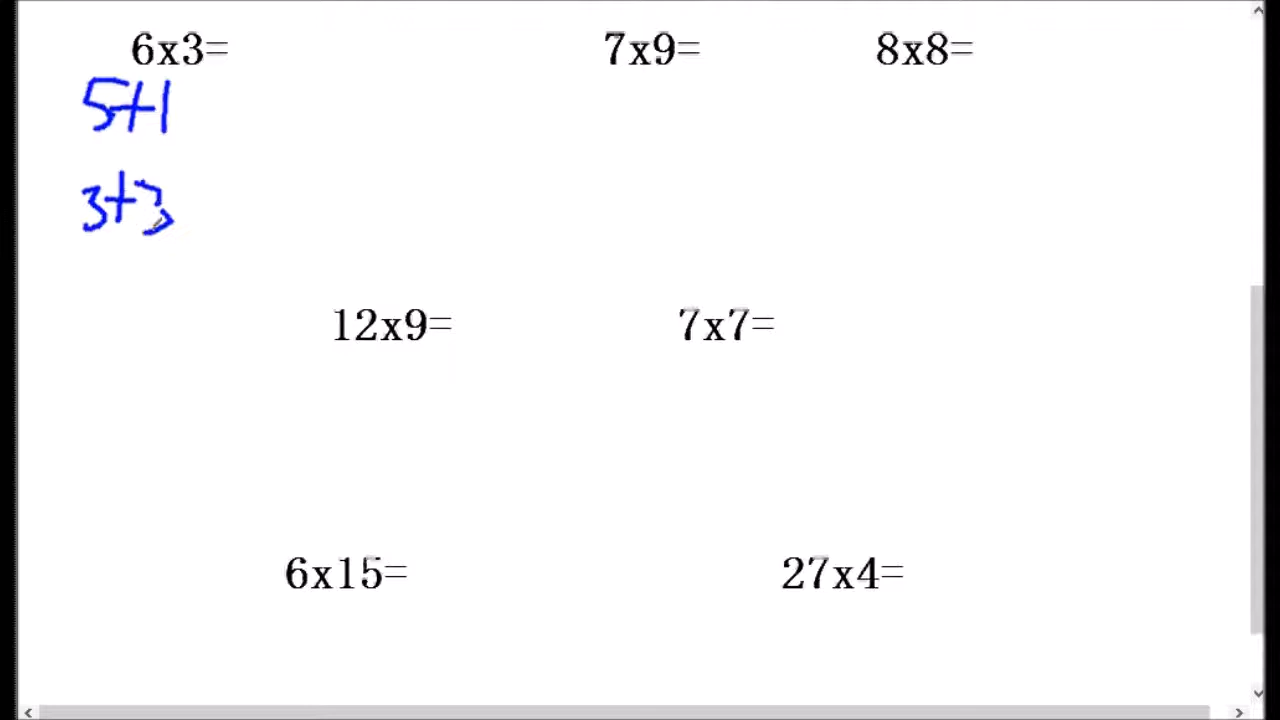 6x3= 7x9= 8x8=
5+1
3+3
12x9= 7x7=
6x15= 27x4=